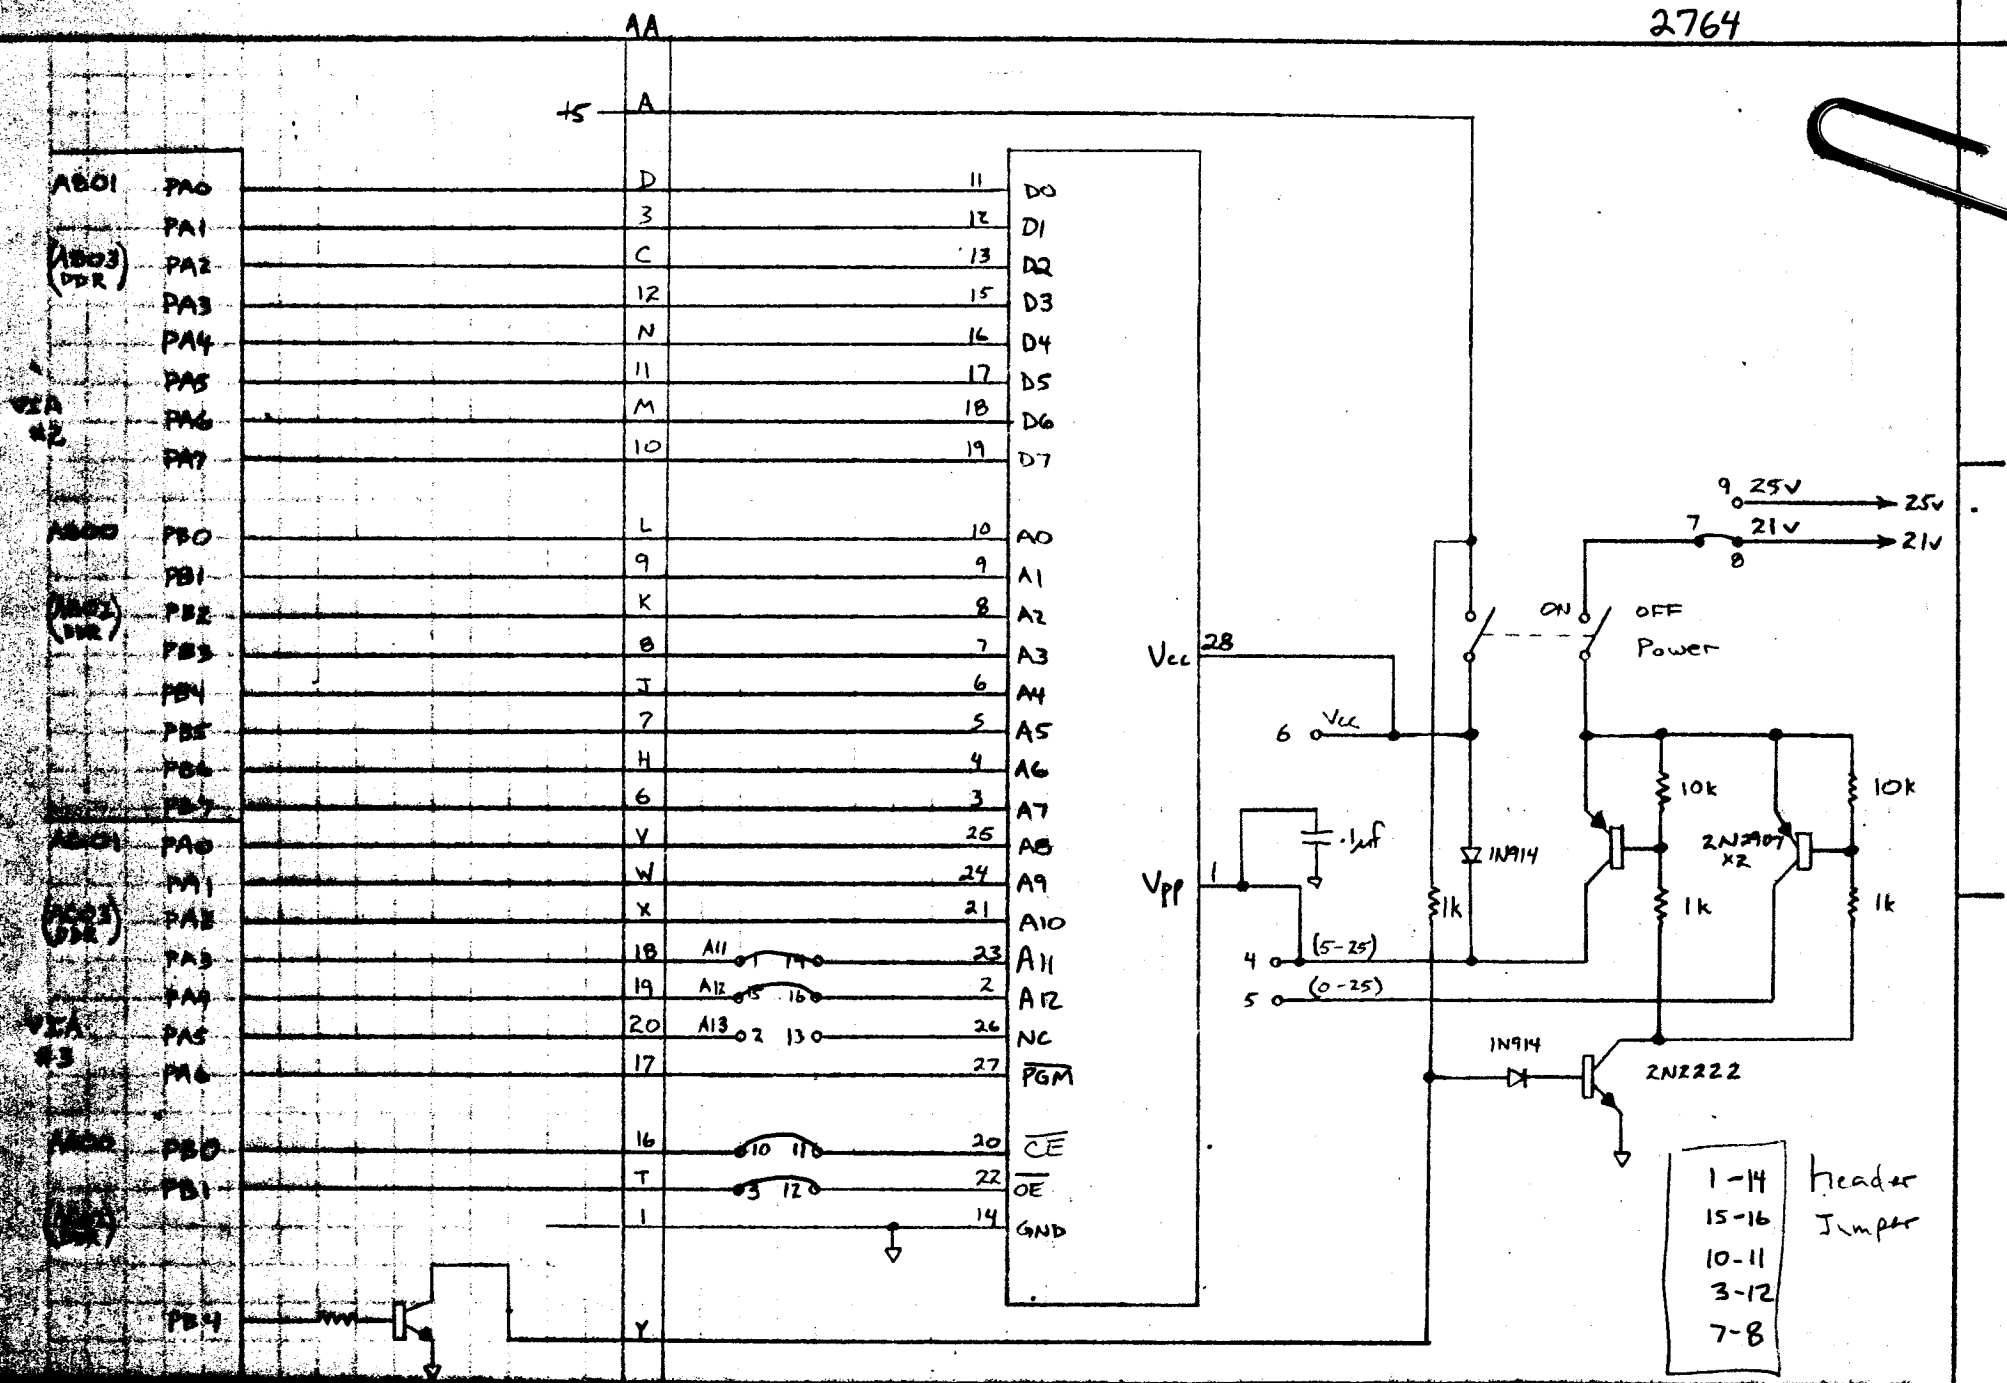 AA
2764
+5 A
AB01 PA0 D 11 D0
PA1 3 12 D1
(AB03 DDR) PA2 C 13 D2
PA3 12 15 D3
PA4 N 16 D4
PA5 11 17 D5
VIA #2
PA6 M 18 D6
PA7 10 19 D7
9 25v 25v
7 21v 21v
8
AB00 PB0 L 10 A0
PB1 9 9 A1
PB2 K 8 A2
DDR
PB3 8 7 A3
PB4 J 6 A4
PB5 7 5 A5
PB6 H 4 A6
PB7 6 3 A7
ON OFF
Power
Vcc 28
6 Vcc
10k 10k
PA0 V 25 A8
PA1 W 24 A9
(AC03 DDR) PA2 X 21 A10
PA3 18 A11 1 14 23 A11
PA4 19 A12 15 16 2 A12
VIA #3
PA5 20 A13 2 13 26 NC
PA6 17 27 PGM
.1µf
1N914
2N2907 x2
Vpp 1
1k 1k 1k
4 (5-25)
5 (0-25)
1N914
2N2222
PB0 16 10 11 20 CE
PB1 T 3 12 22 OE
1 14 GND
DDR
PB4 Y
1-14
15-16
10-11
3-12
7-8
header
Jumper